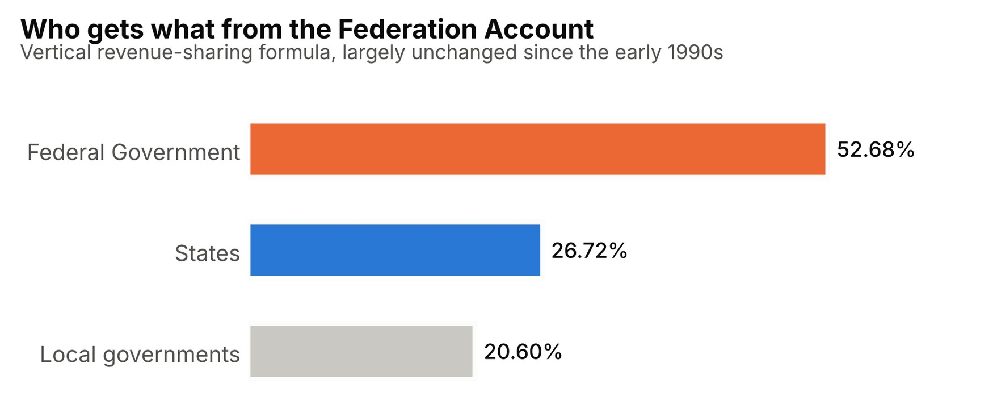 Who gets what from the Federation Account
Vertical revenue-sharing formula, largely unchanged since the early 1990s
Federal Government 52.68%
States 26.72%
Local governments 20.60%